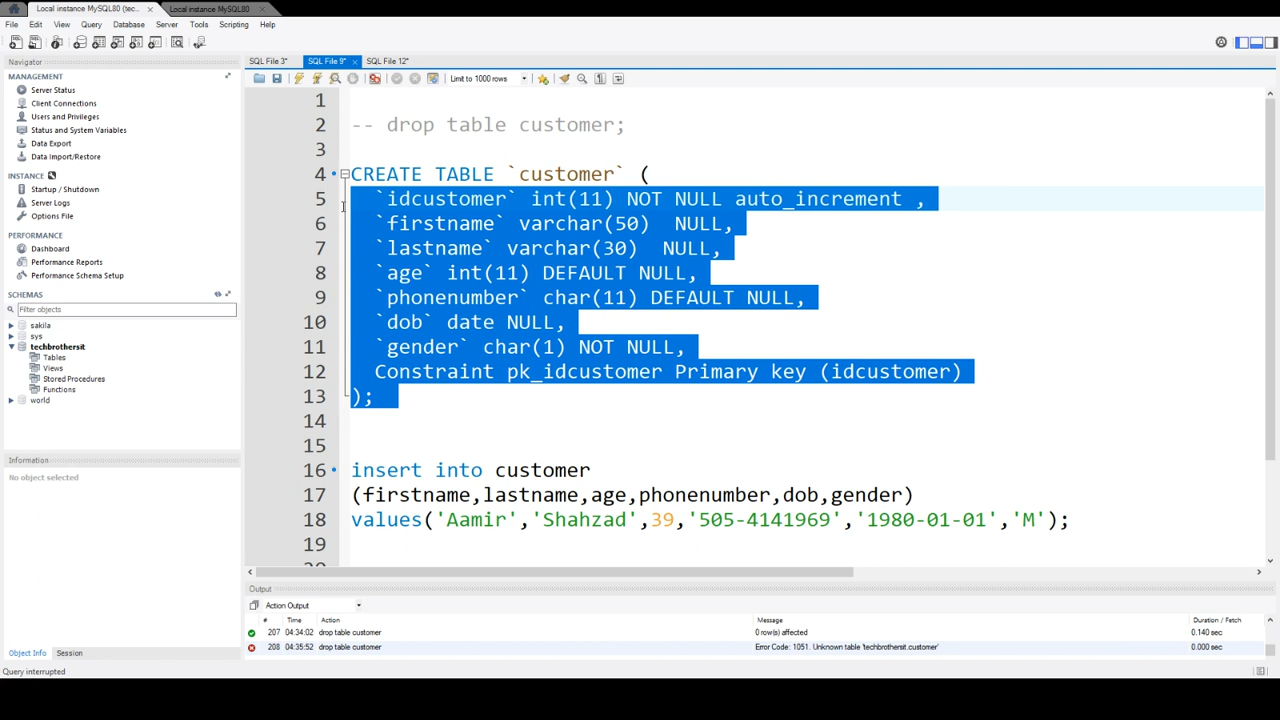 Local instance MySQL80 (tec... ×
Local instance MySQL80 ×
File Edit View Query Database Server Tools Scripting Help
Navigator
MANAGEMENT
Server Status
Client Connections
Users and Privileges
Status and System Variables
Data Export
Data Import/Restore
INSTANCE
Startup / Shutdown
Server Logs
Options File
PERFORMANCE
Dashboard
Performance Reports
Performance Schema Setup
SCHEMAS
Filter objects
sakila
sys
techbrothersit
Tables
Views
Stored Procedures
Functions
world
Information
No object selected
Object Info Session
Query interrupted
SQL File 3* SQL File 9* × SQL File 12*
Limit to 1000 rows
1
2 -- drop table customer;
3
4 CREATE TABLE `customer` (
5 `idcustomer` int(11) NOT NULL auto_increment ,
6 `firstname` varchar(50) NULL,
7 `lastname` varchar(30) NULL,
8 `age` int(11) DEFAULT NULL,
9 `phonenumber` char(11) DEFAULT NULL,
10 `dob` date NULL,
11 `gender` char(1) NOT NULL,
12 Constraint pk_idcustomer Primary key (idcustomer)
13 );
14
15
16 insert into customer
17 (firstname,lastname,age,phonenumber,dob,gender)
18 values('Aamir','Shahzad',39,'505-4141969','1980-01-01','M');
19
Output
Action Output
# Time Action Message Duration / Fetch
207 04:34:02 drop table customer 0 row(s) affected 0.140 sec
208 04:35:52 drop table customer Error Code: 1051. Unknown table 'techbrothersit.customer' 0.000 sec